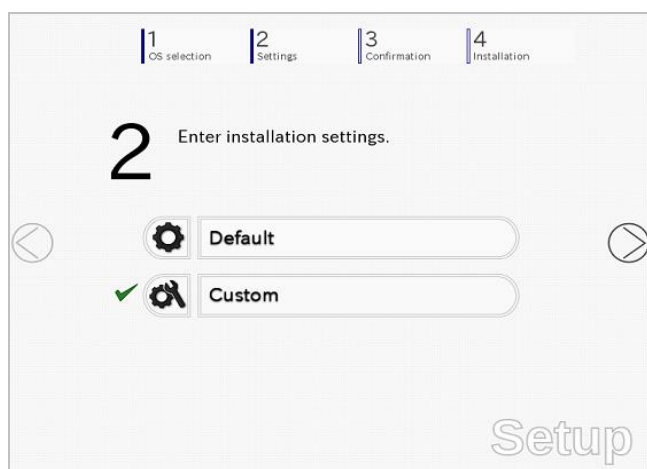 1 2 3 4
OS selection Settings Confirmation Installation
2 Enter installation settings.
Default
Custom
Setup